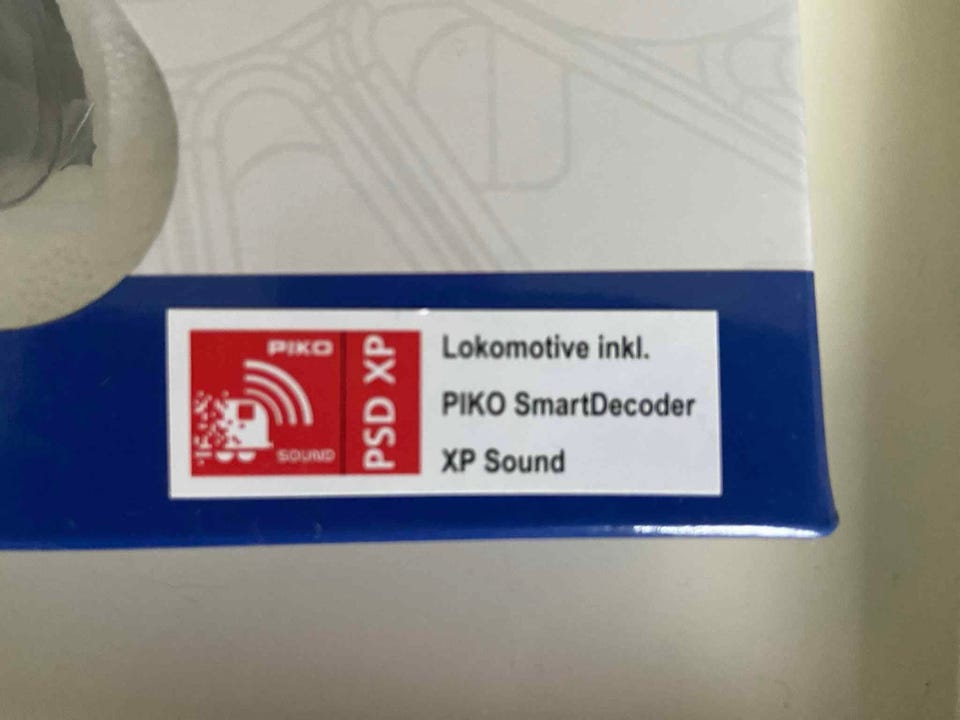 PIKO
SOUND
PSD XP
Lokomotive inkl.
PIKO SmartDecoder
XP Sound